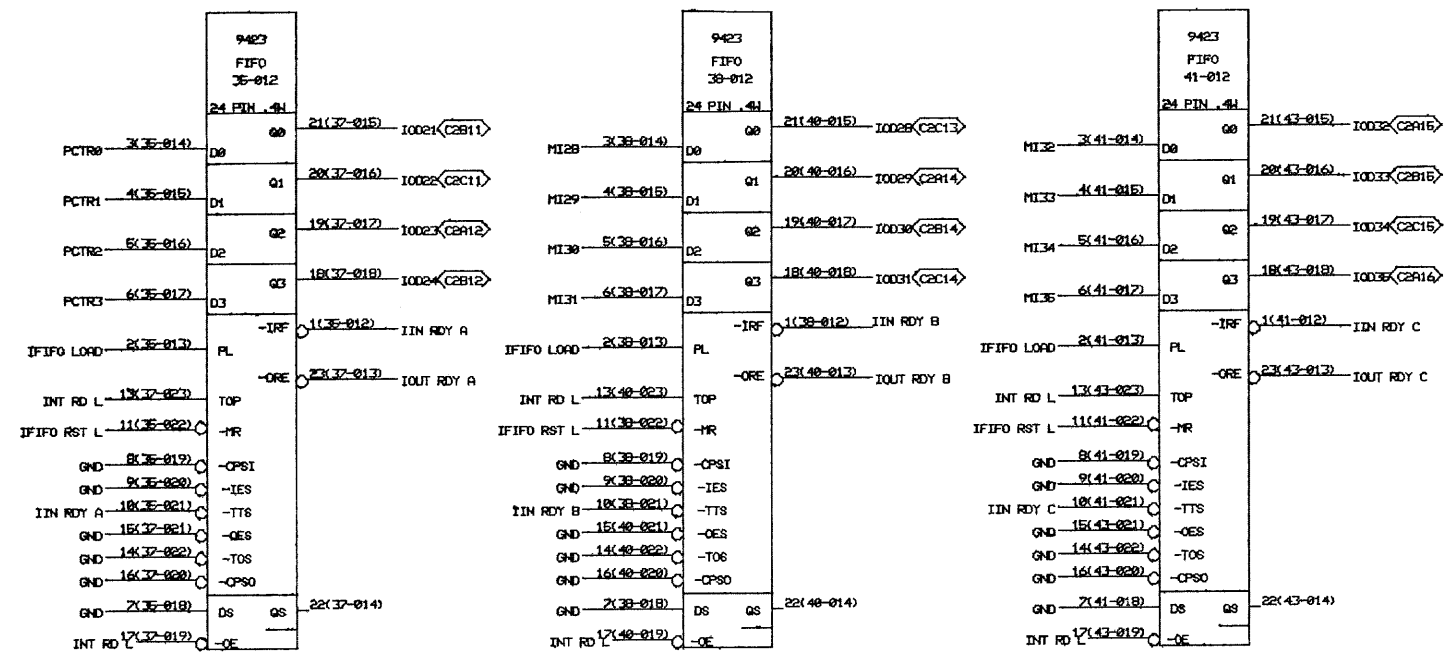 9423
FIFO
35-012
24 PIN .4W
Q0 21(37-015) IOD21 C2B11
PCTR0 3(35-014) D0
Q1 20(37-016) IOD22 C2C11
PCTR1 4(35-015) D1
Q2 19(37-017) IOD23 C2A12
PCTR2 5(35-016) D2
Q3 18(37-018) IOD24 C2B12
PCTR3 6(35-017) D3
-IRF 1(35-012) IIN RDY A
IFIFO LOAD 2(35-013) PL
-ORE 23(37-013) IOUT RDY A
INT RD L 13(37-023) TOP
IFIFO RST L 11(35-022) -MR
GND 8(35-019) -CPSI
GND 9(35-020) -IES
IIN RDY A 10(35-021) -TTS
GND 15(37-021) -OES
GND 14(37-022) -TOS
GND 16(37-020) -CPSO
GND 7(35-018) DS QS 22(37-014)
INT RD L 17(37-019) -OE
9423
FIFO
38-012
24 PIN .4W
Q0 21(40-015) IOD28 C2C13
MI28 3(38-014) D0
Q1 20(40-016) IOD29 C2A14
MI29 4(38-015) D1
Q2 19(40-017) IOD30 C2B14
MI30 5(38-016) D2
Q3 18(40-018) IOD31 C2C14
MI31 6(38-017) D3
-IRF 1(38-012) IIN RDY B
IFIFO LOAD 2(38-013) PL
-ORE 23(40-013) IOUT RDY B
INT RD L 13(40-023) TOP
IFIFO RST L 11(38-022) -MR
GND 8(38-019) -CPSI
GND 9(38-020) -IES
IIN RDY B 10(38-021) -TTS
GND 15(40-021) -OES
GND 14(40-022) -TOS
GND 16(40-020) -CPSO
GND 7(38-018) DS QS 22(40-014)
INT RD L 17(40-019) -OE
9423
FIFO
41-012
24 PIN .4W
Q0 21(43-015) IOD32 C2A15
MI32 3(41-014) D0
Q1 20(43-016) IOD33 C2B15
MI33 4(41-015) D1
Q2 19(43-017) IOD34 C2C15
MI34 5(41-016) D2
Q3 18(43-018) IOD35 C2A16
MI35 6(41-017) D3
-IRF 1(41-012) IIN RDY C
IFIFO LOAD 2(41-013) PL
-ORE 23(43-013) IOUT RDY C
INT RD L 13(43-023) TOP
IFIFO RST L 11(41-022) -MR
GND 8(41-019) -CPSI
GND 9(41-020) -IES
IIN RDY C 10(41-021) -TTS
GND 15(43-021) -OES
GND 14(43-022) -TOS
GND 16(43-020) -CPSO
GND 7(41-018) DS QS 22(43-014)
INT RD L 17(43-019) -OE